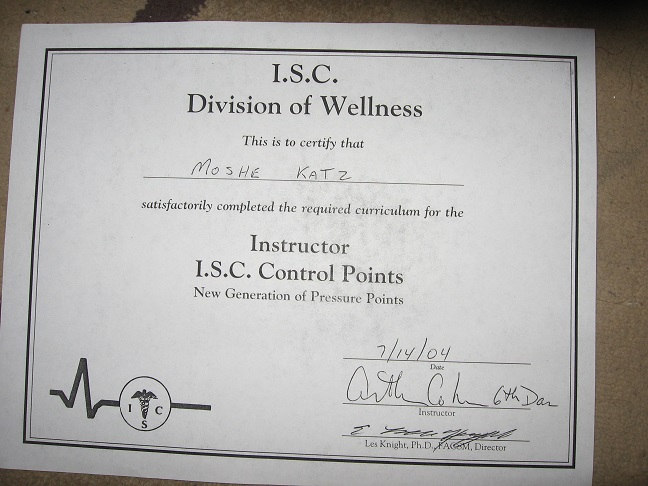 I.S.C.
Division of Wellness
This is to certify that
MOSHE KATZ
satisfactorily completed the required curriculum for the
Instructor
I.S.C. Control Points
New Generation of Pressure Points
7/14/04
Date
6th Dan
Instructor
Les Knight, Ph.D., FACSM, Director
I S C